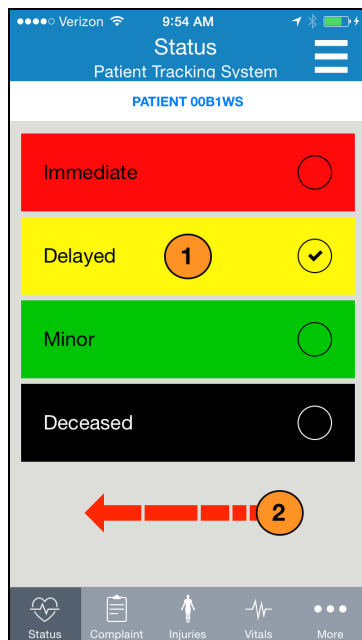 Verizon 9:54 AM
Status
Patient Tracking System
PATIENT 00B1WS
Immediate
Delayed 1
Minor
Deceased
2
Status Complaint Injuries Vitals More